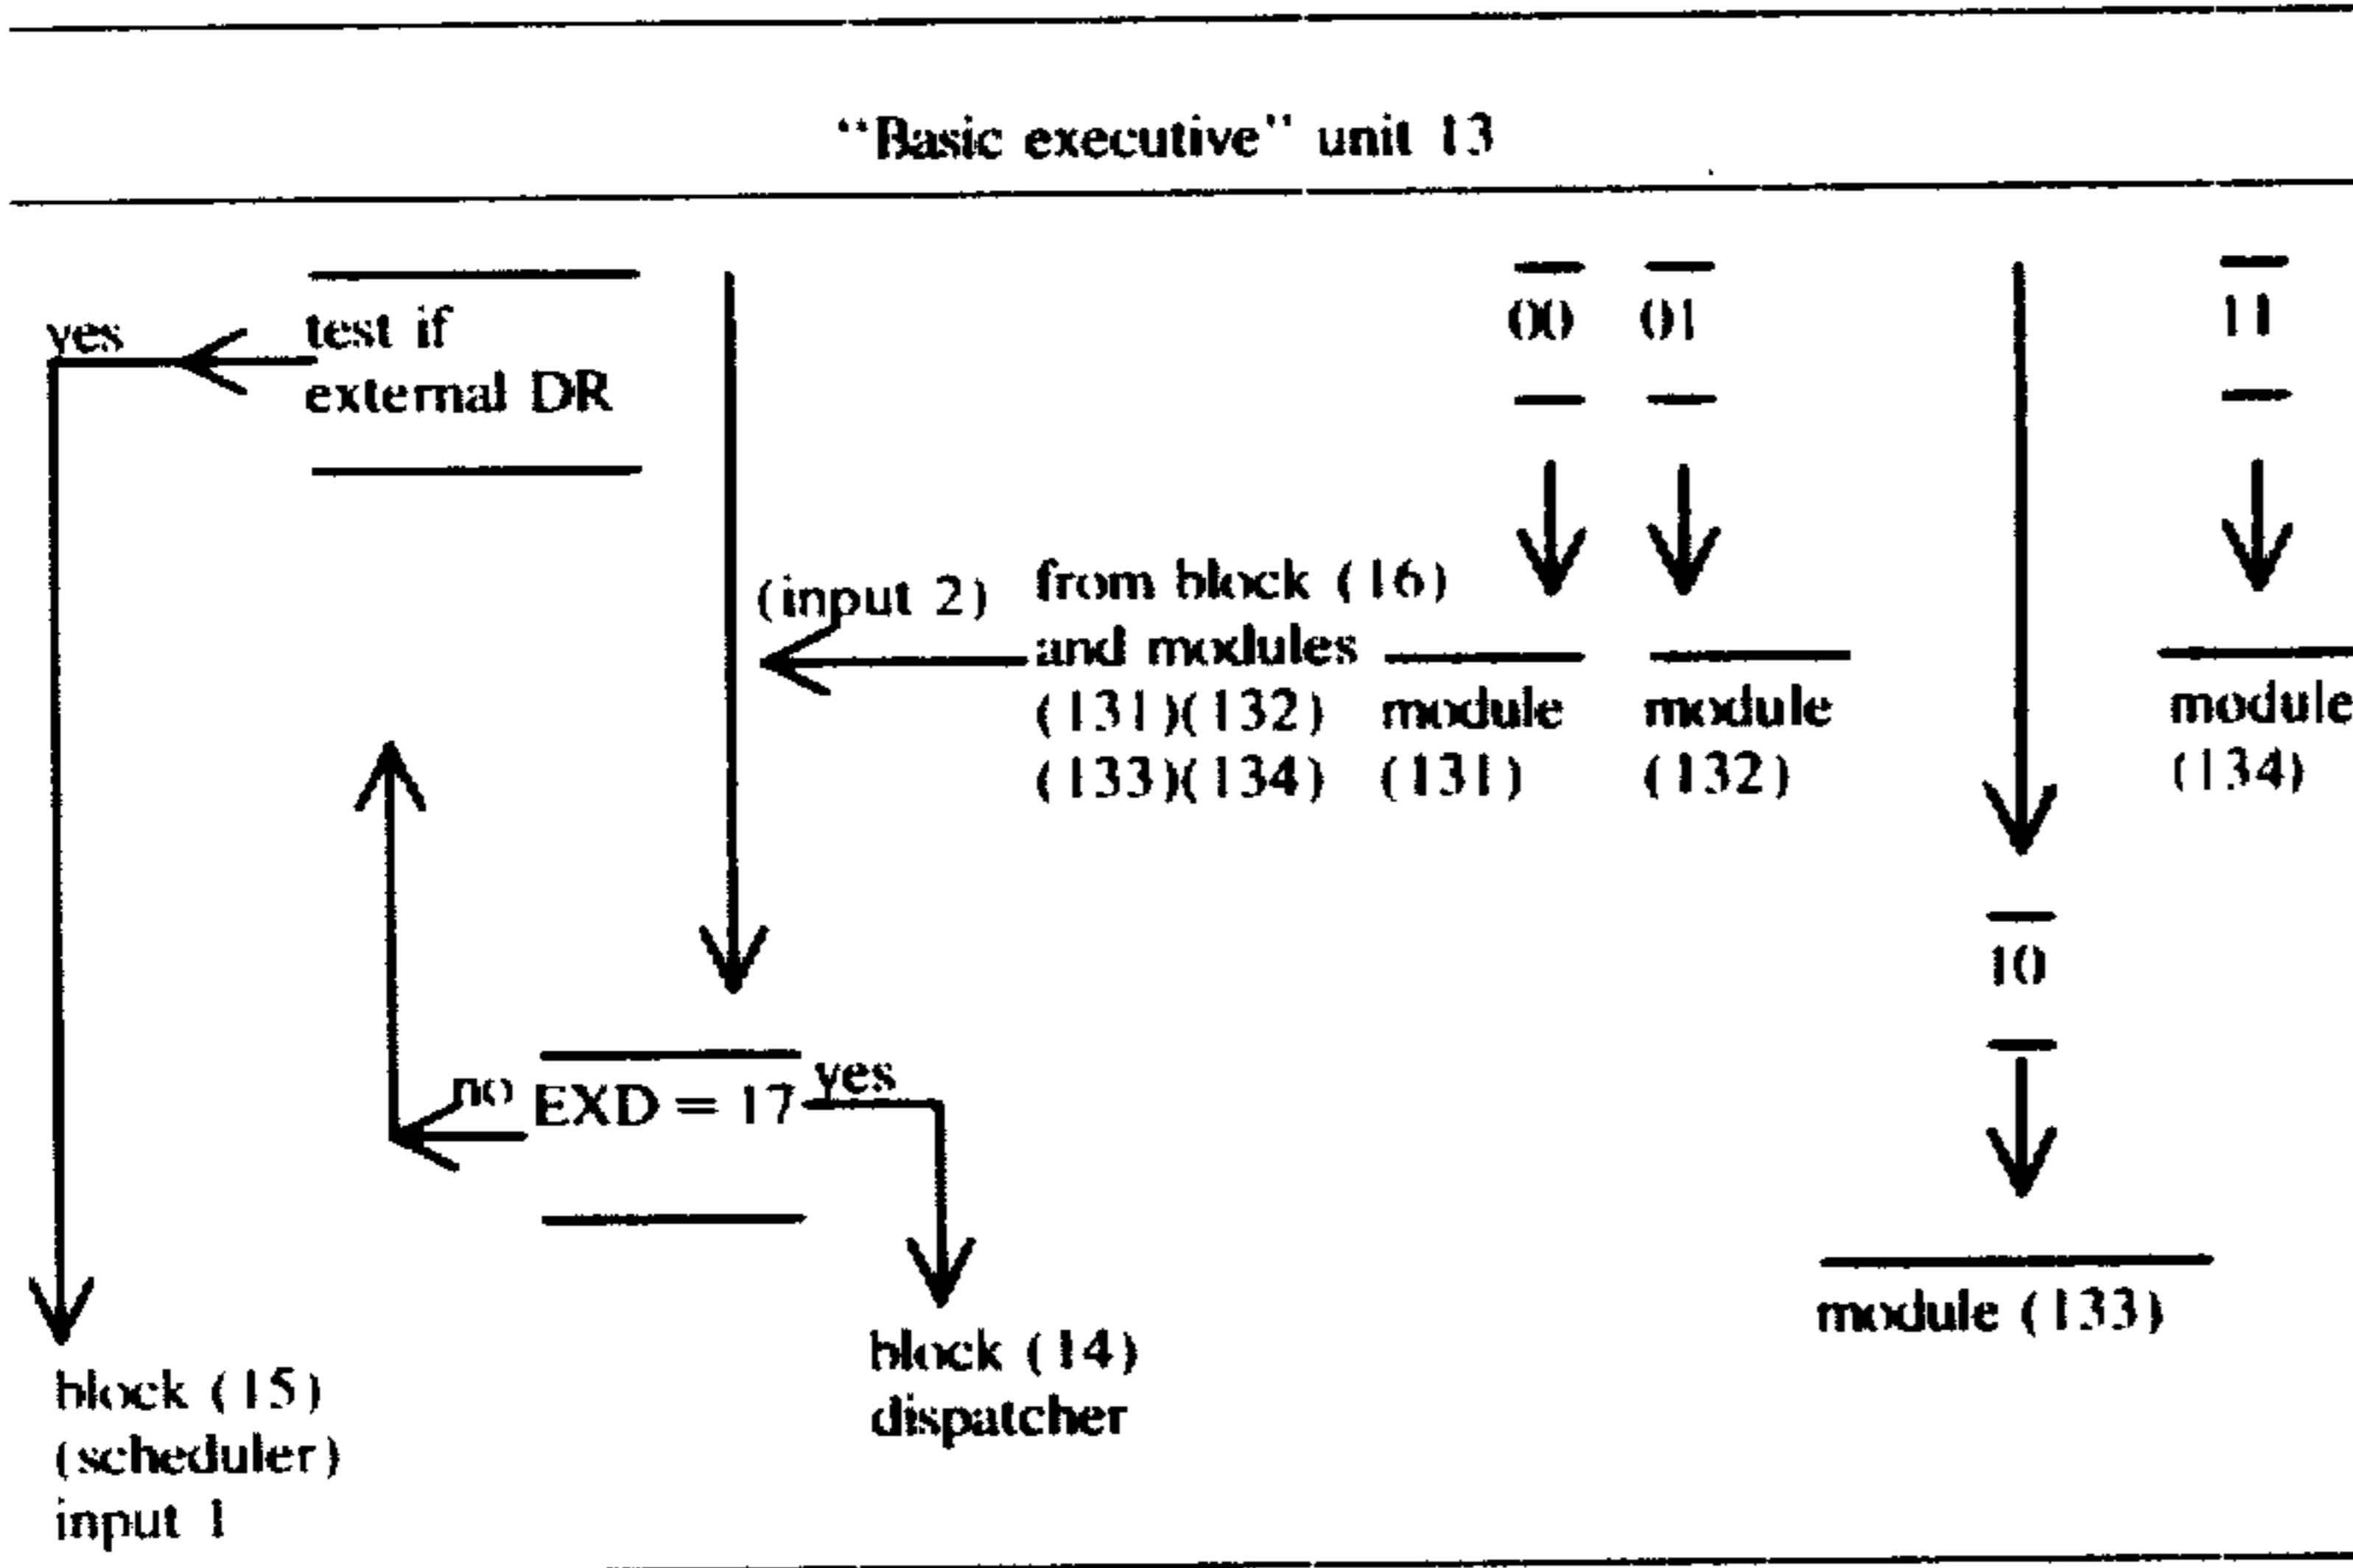 “Basic executive” unit 13
yes
test if
external DR
00
01
11
(input 2)
from block (16)
and modules
(131)(132)
(133)(134)
module
(131)
module
(132)
module
(134)
10
no
EXD = 17
yes
module (133)
block (14)
dispatcher
block (15)
(scheduler)
input 1